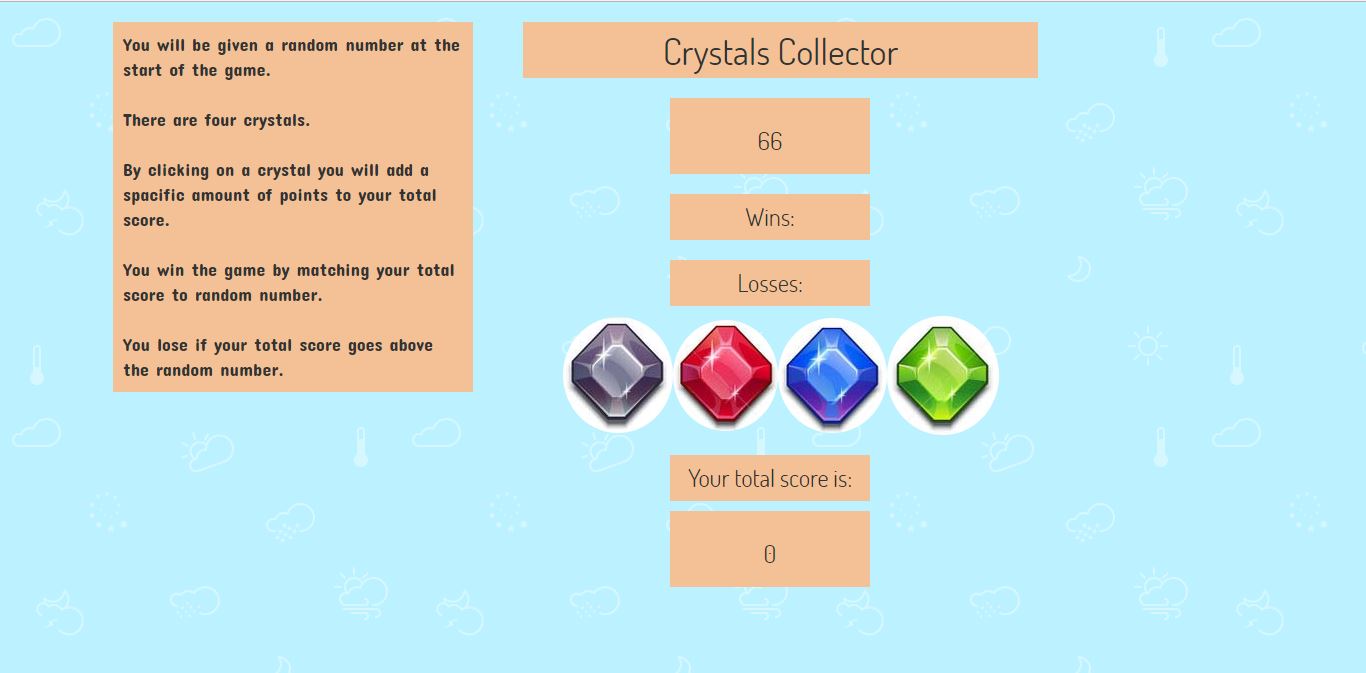 You will be given a random number at the
start of the game.
There are four crystals.
By clicking on a crystal you will add a
spacific amount of points to your total
score.
You win the game by matching your total
score to random number.
You lose if your total score goes above
the random number.
Crystals Collector
66
Wins:
Losses:
Your total score is:
0